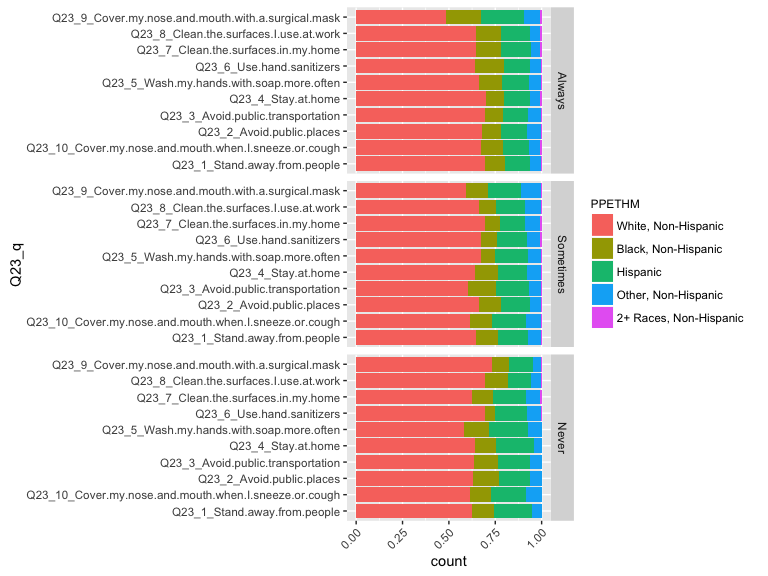 Q23_9_Cover.my.nose.and.mouth.with.a.surgical.mask
Q23_8_Clean.the.surfaces.I.use.at.work
Q23_7_Clean.the.surfaces.in.my.home
Q23_6_Use.hand.sanitizers
Q23_5_Wash.my.hands.with.soap.more.often
Q23_4_Stay.at.home
Q23_3_Avoid.public.transportation
Q23_2_Avoid.public.places
Q23_10_Cover.my.nose.and.mouth.when.I.sneeze.or.cough
Q23_1_Stand.away.from.people
Always
Q23_9_Cover.my.nose.and.mouth.with.a.surgical.mask
Q23_8_Clean.the.surfaces.I.use.at.work
Q23_7_Clean.the.surfaces.in.my.home
Q23_6_Use.hand.sanitizers
Q23_5_Wash.my.hands.with.soap.more.often
Q23_4_Stay.at.home
Q23_3_Avoid.public.transportation
Q23_2_Avoid.public.places
Q23_10_Cover.my.nose.and.mouth.when.I.sneeze.or.cough
Q23_1_Stand.away.from.people
Sometimes
Q23_9_Cover.my.nose.and.mouth.with.a.surgical.mask
Q23_8_Clean.the.surfaces.I.use.at.work
Q23_7_Clean.the.surfaces.in.my.home
Q23_6_Use.hand.sanitizers
Q23_5_Wash.my.hands.with.soap.more.often
Q23_4_Stay.at.home
Q23_3_Avoid.public.transportation
Q23_2_Avoid.public.places
Q23_10_Cover.my.nose.and.mouth.when.I.sneeze.or.cough
Q23_1_Stand.away.from.people
Never
Q23_q
0.00
0.25
0.50
0.75
1.00
count
PPETHM
White, Non-Hispanic
Black, Non-Hispanic
Hispanic
Other, Non-Hispanic
2+ Races, Non-Hispanic